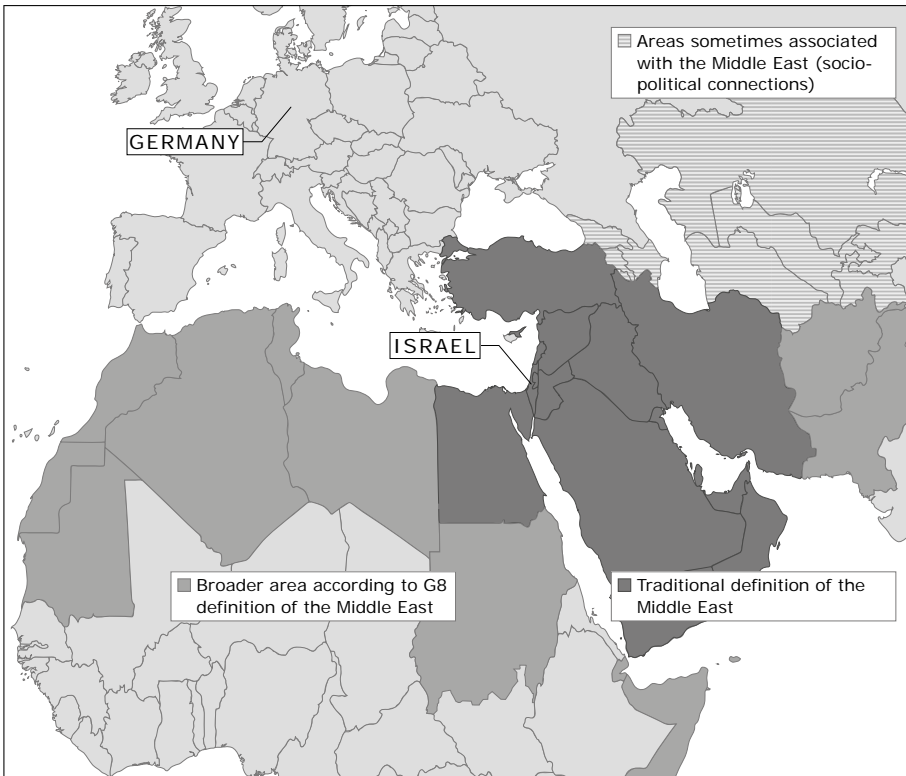 Areas sometimes associated
with the Middle East (socio-
political connections)
GERMANY
ISRAEL
Broader area according to G8
definition of the Middle East
Traditional definition of the
Middle East